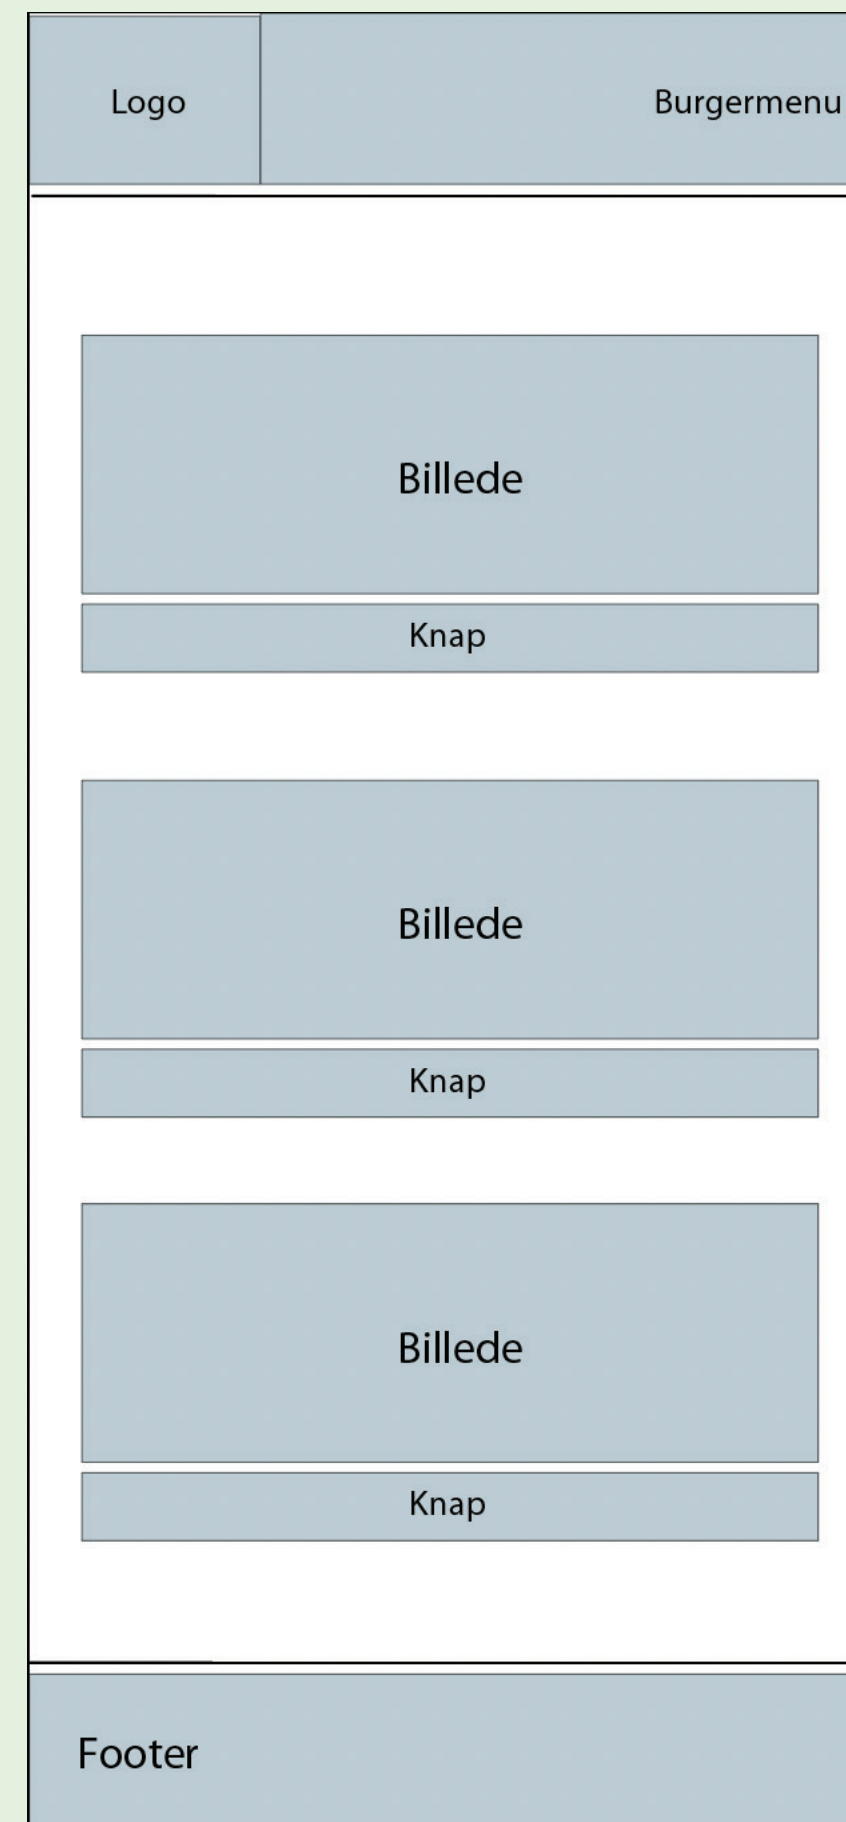 Logo
Burgermenu
Billede
Knap
Billede
Knap
Billede
Knap
Footer